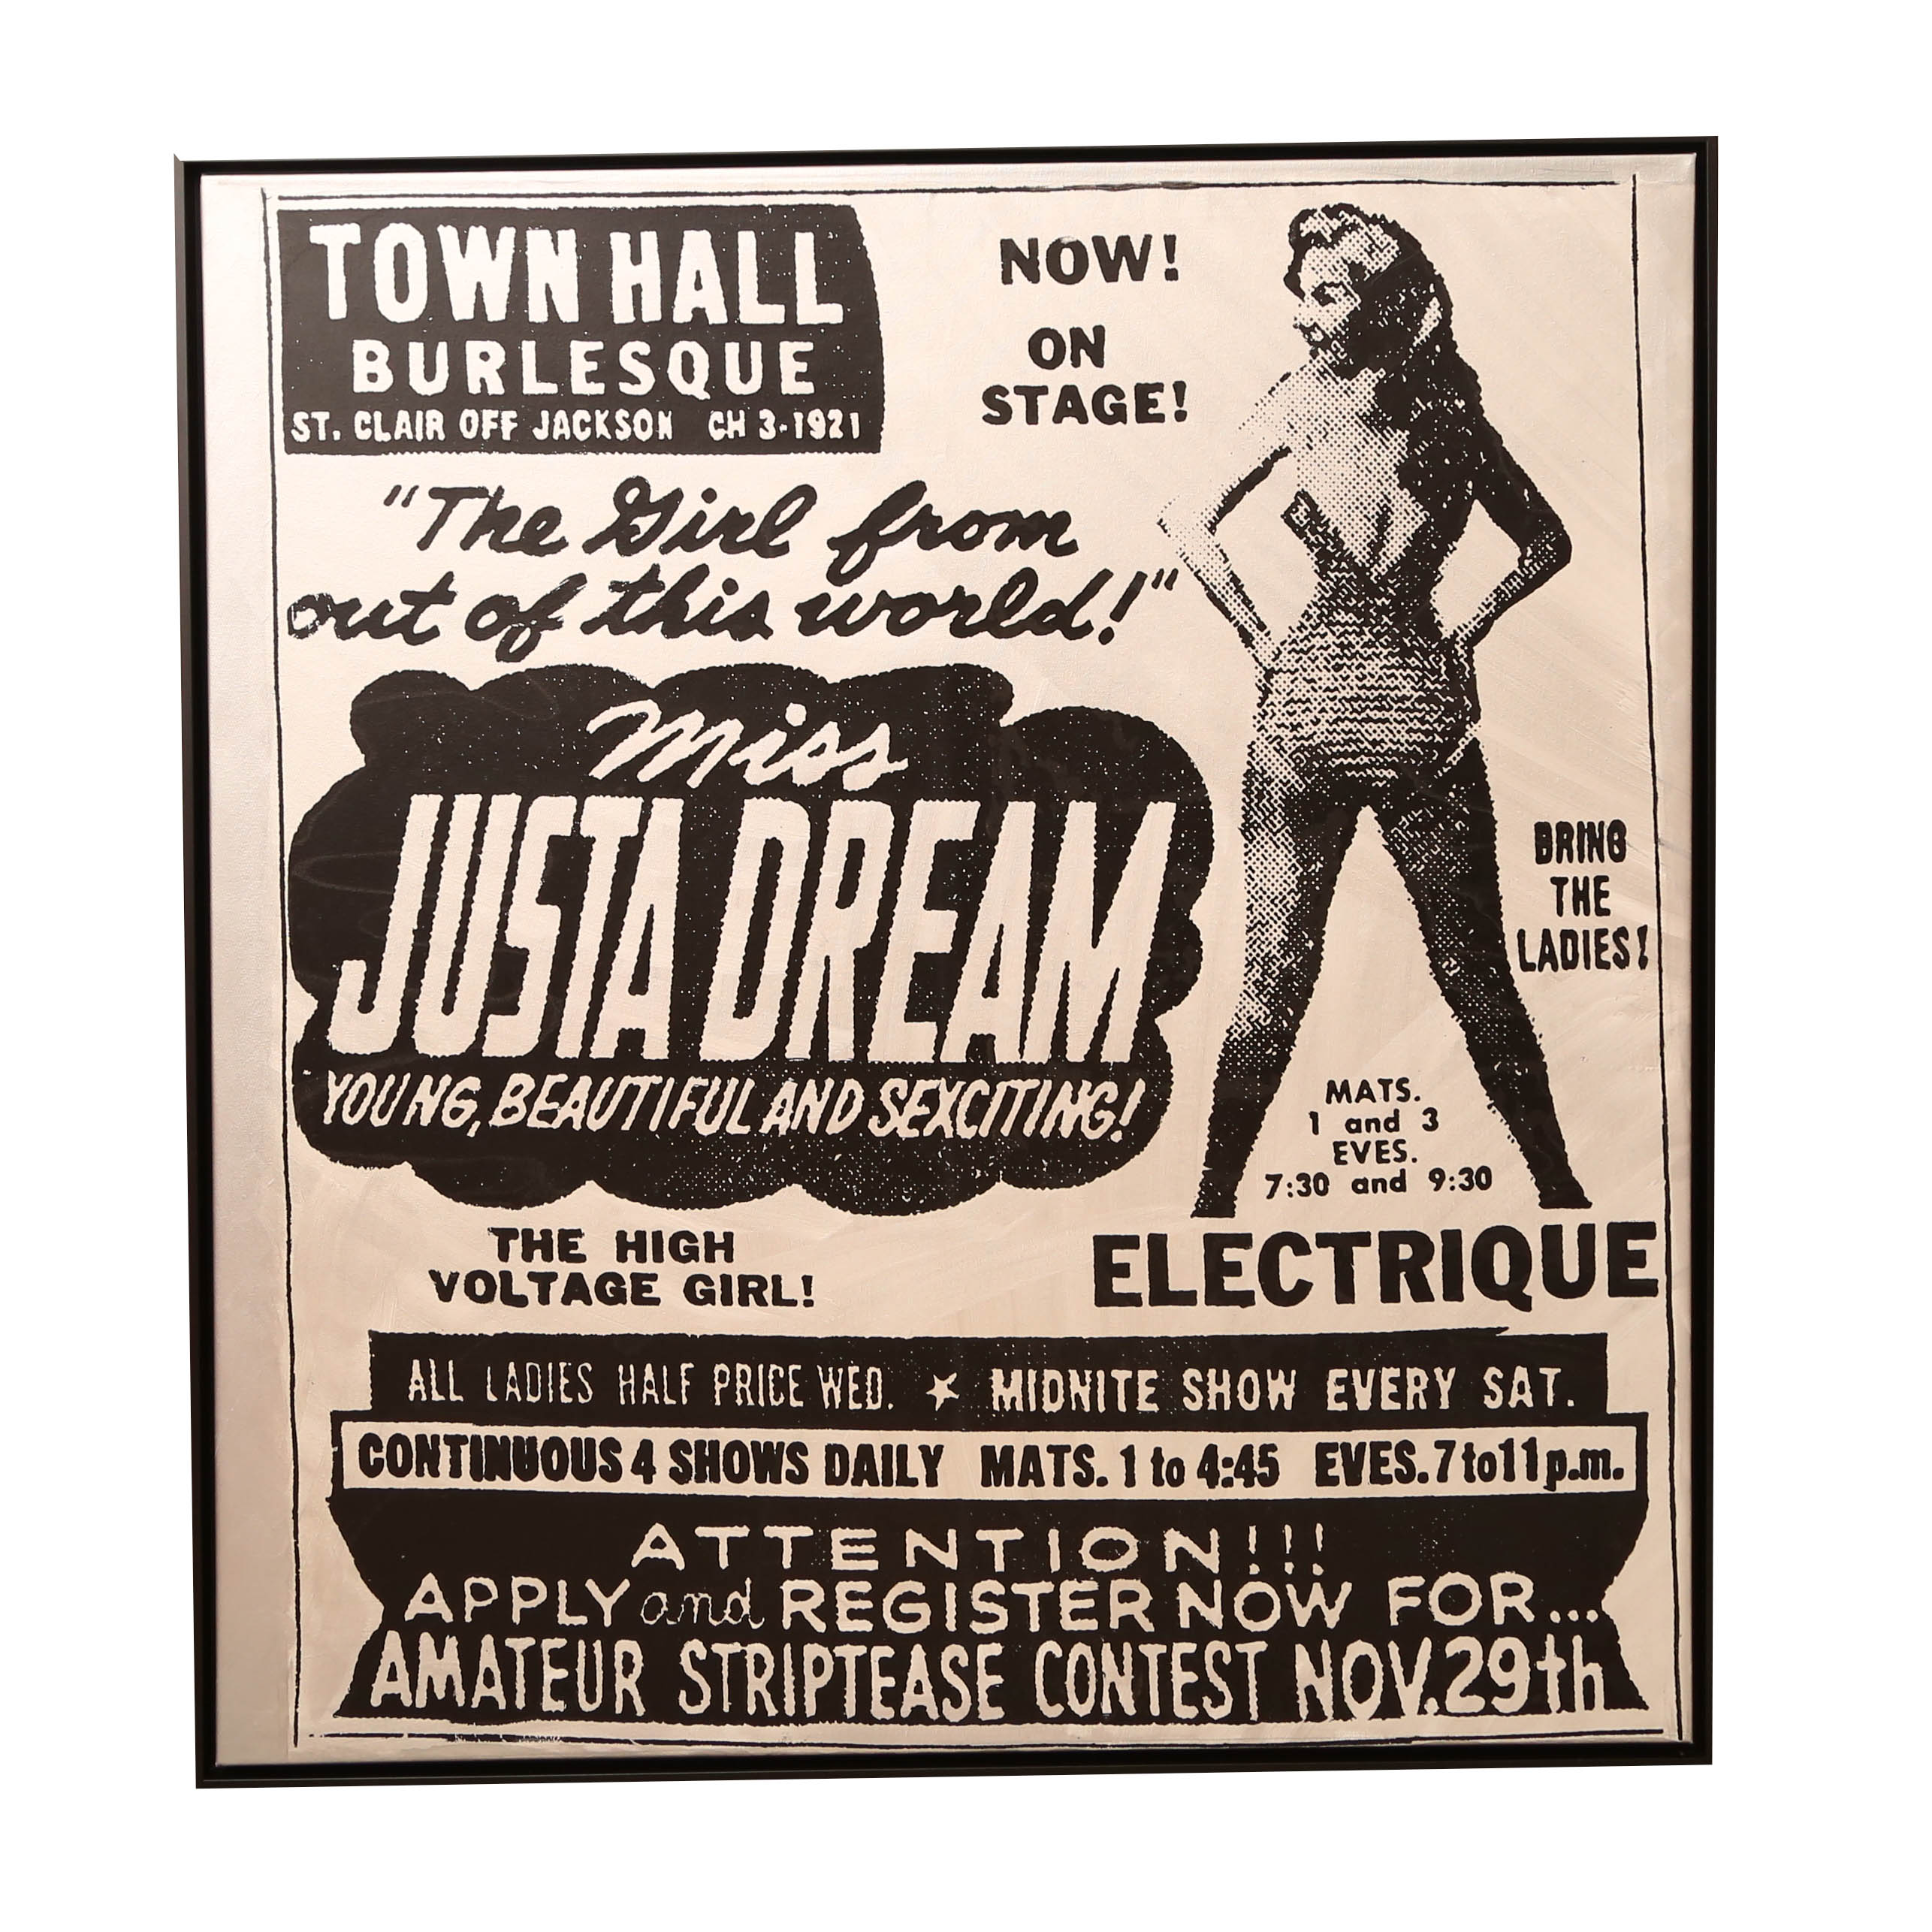 TOWN HALL
BURLESQUE
ST. CLAIR OFF JACKSON CH 3-1921
NOW!
ON
STAGE!
"The Girl from
out of this world!"
Miss
JUSTA DREAM
YOUNG, BEAUTIFUL AND SEXCITING!
BRING
THE
LADIES!
MATS.
1 and 3
EVES.
7:30 and 9:30
THE HIGH
VOLTAGE GIRL!
ELECTRIQUE
ALL LADIES HALF PRICE WED. ★ MIDNITE SHOW EVERY SAT.
CONTINUOUS 4 SHOWS DAILY MATS. 1 to 4:45 EVES. 7 to 11 p.m.
ATTENTION!!!
APPLY and REGISTER NOW FOR...
AMATEUR STRIPTEASE CONTEST NOV. 29th